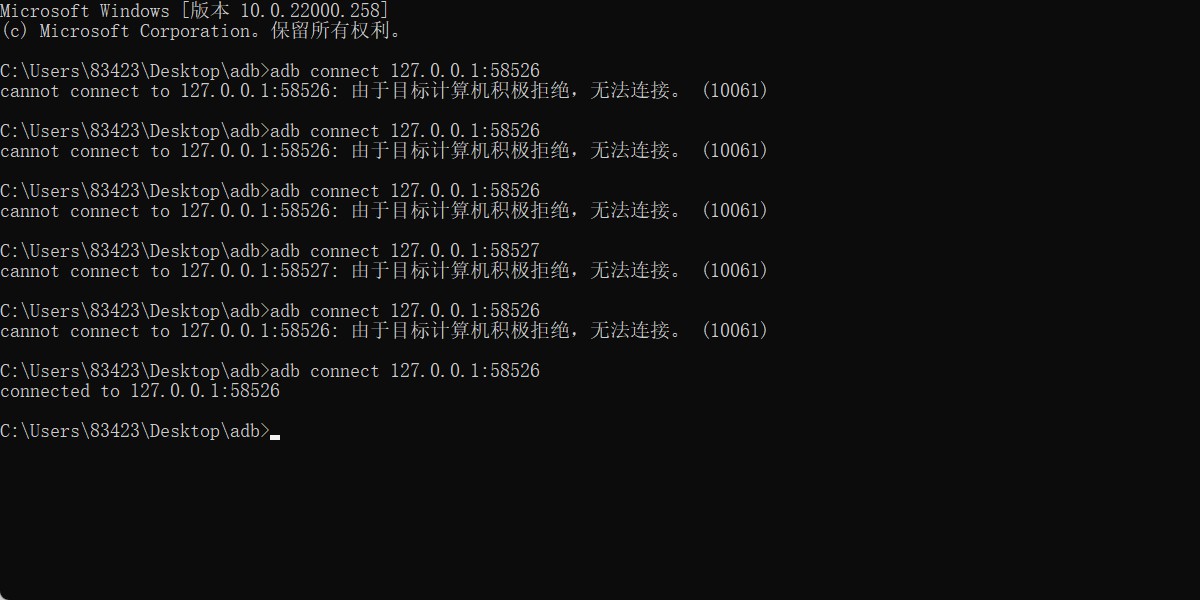 Microsoft Windows [版本 10.0.22000.258]
(c) Microsoft Corporation。保留所有权利。
C:\Users\83423\Desktop\adb>adb connect 127.0.0.1:58526
cannot connect to 127.0.0.1:58526: 由于目标计算机积极拒绝，无法连接。 (10061)
C:\Users\83423\Desktop\adb>adb connect 127.0.0.1:58526
cannot connect to 127.0.0.1:58526: 由于目标计算机积极拒绝，无法连接。 (10061)
C:\Users\83423\Desktop\adb>adb connect 127.0.0.1:58526
cannot connect to 127.0.0.1:58526: 由于目标计算机积极拒绝，无法连接。 (10061)
C:\Users\83423\Desktop\adb>adb connect 127.0.0.1:58527
cannot connect to 127.0.0.1:58527: 由于目标计算机积极拒绝，无法连接。 (10061)
C:\Users\83423\Desktop\adb>adb connect 127.0.0.1:58526
cannot connect to 127.0.0.1:58526: 由于目标计算机积极拒绝，无法连接。 (10061)
C:\Users\83423\Desktop\adb>adb connect 127.0.0.1:58526
connected to 127.0.0.1:58526
C:\Users\83423\Desktop\adb>